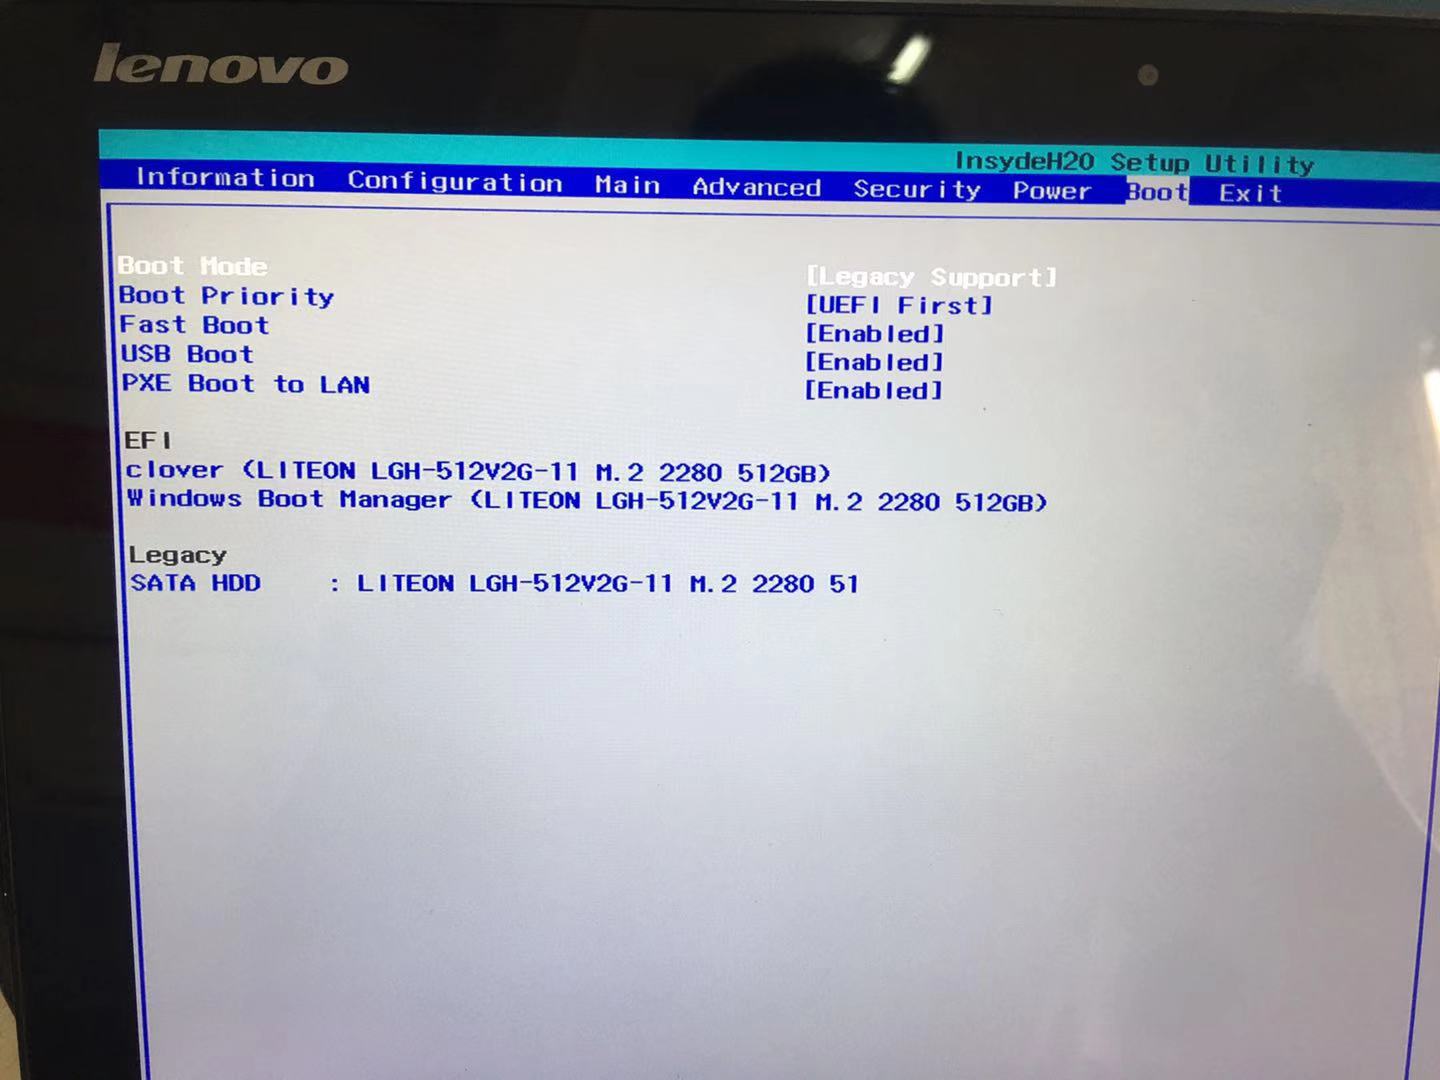 lenovo
InsydeH20 Setup Utility
Information Configuration Main Advanced Security Power Boot Exit
Boot Mode [Legacy Support]
Boot Priority [UEFI First]
Fast Boot [Enabled]
USB Boot [Enabled]
PXE Boot to LAN [Enabled]
EFI
clover (LITEON LGH-512V2G-11 M.2 2280 512GB)
Windows Boot Manager (LITEON LGH-512V2G-11 M.2 2280 512GB)
Legacy
SATA HDD : LITEON LGH-512V2G-11 M.2 2280 51